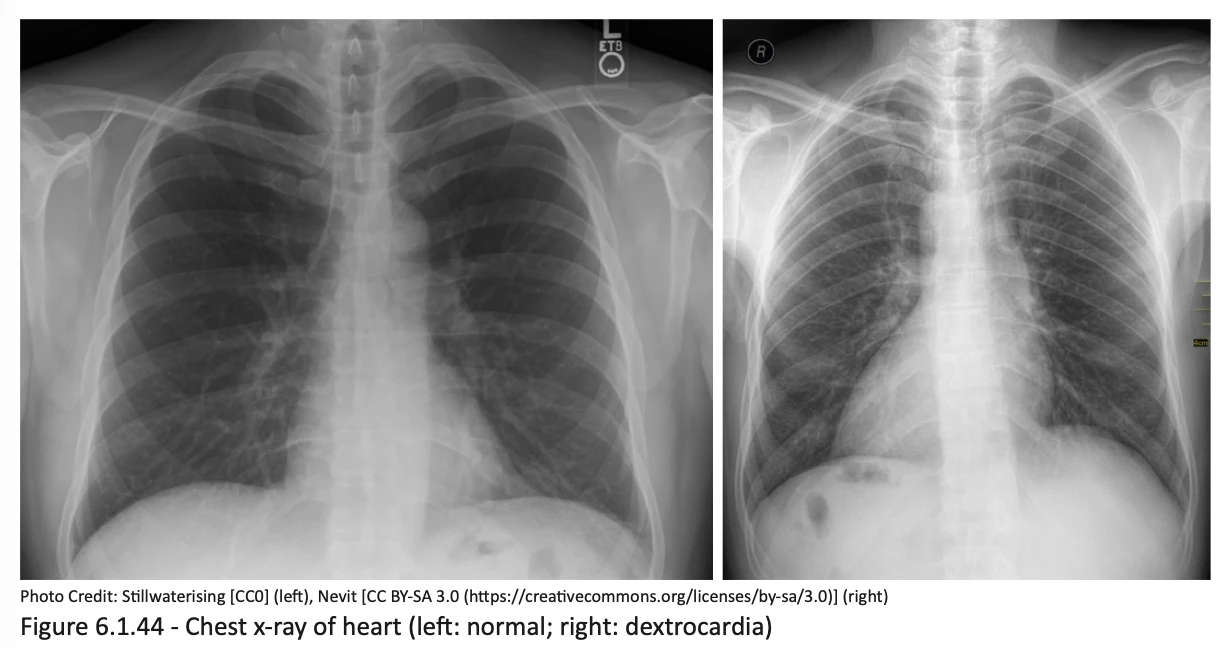 L
ETB
R
4cm
Photo Credit: Stillwaterising [CC0] (left), Nevit [CC BY-SA 3.0 (https://creativecommons.org/licenses/by-sa/3.0)] (right)
Figure 6.1.44 - Chest x-ray of heart (left: normal; right: dextrocardia)